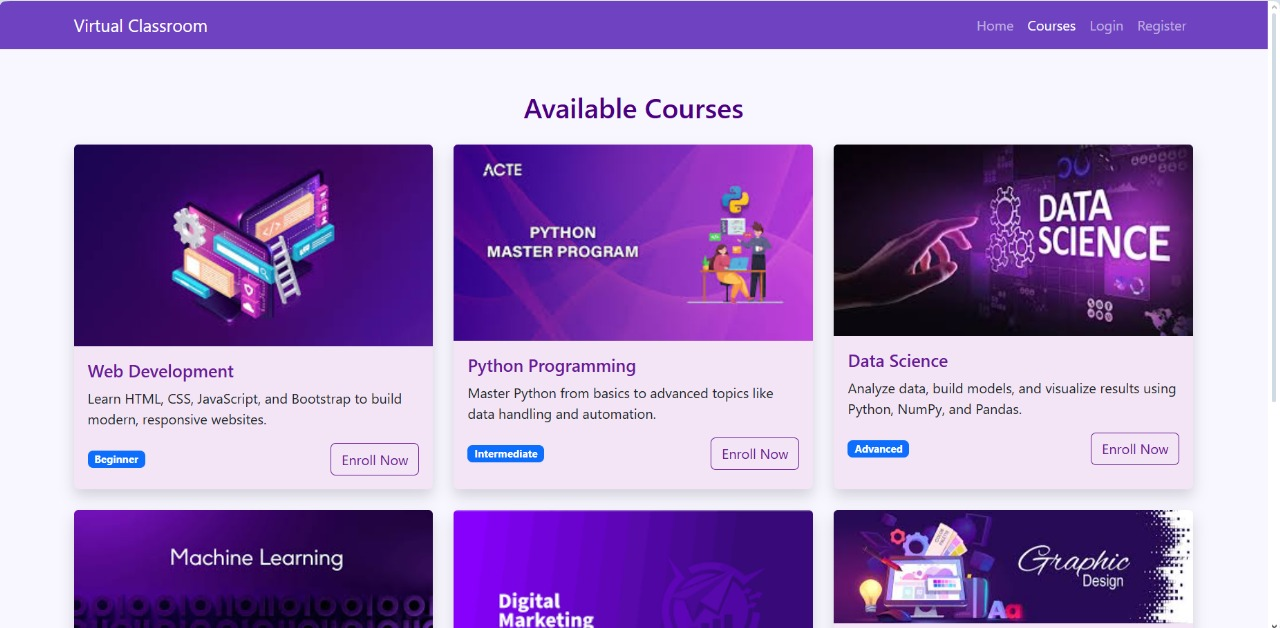 Virtual Classroom
Home Courses Login Register
Available Courses
ACTE
PYTHON
MASTER PROGRAM
DATA
SCIENCE
Web Development
Learn HTML, CSS, JavaScript, and Bootstrap to build
modern, responsive websites.
Beginner
Enroll Now
Python Programming
Master Python from basics to advanced topics like
data handling and automation.
Intermediate
Enroll Now
Data Science
Analyze data, build models, and visualize results using
Python, NumPy, and Pandas.
Advanced
Enroll Now
Machine Learning
Digital
Marketing
Graphic
Design
Aa